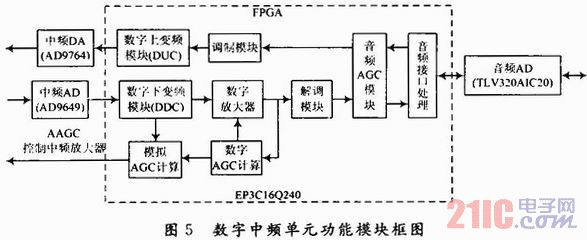 FPGA
中频DA
(AD9764)
数字上变频
模块(DUC)
调制模块
音频
AGC
模块
音频
接口
处理
音频AD
(TLV320AIC20)
中频AD
(AD9649)
数字下变频
模块(DDC)
数字
放大器
解调
模块
AAGC
控制中频放大器
模拟
AGC计算
数字
AGC计算
EP3C16Q240
21IC电子网
21IC.com
图 5 数字中频单元功能模块框图